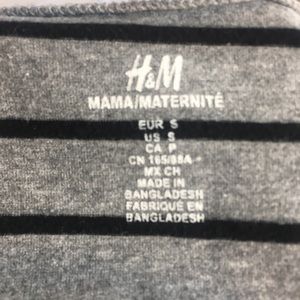 H&M
MAMA/MATERNITÉ
EUR S
US S
CA P
CN 165/88A
MX CH
MADE IN
BANGLADESH
FABRIQUÉ EN
BANGLADESH